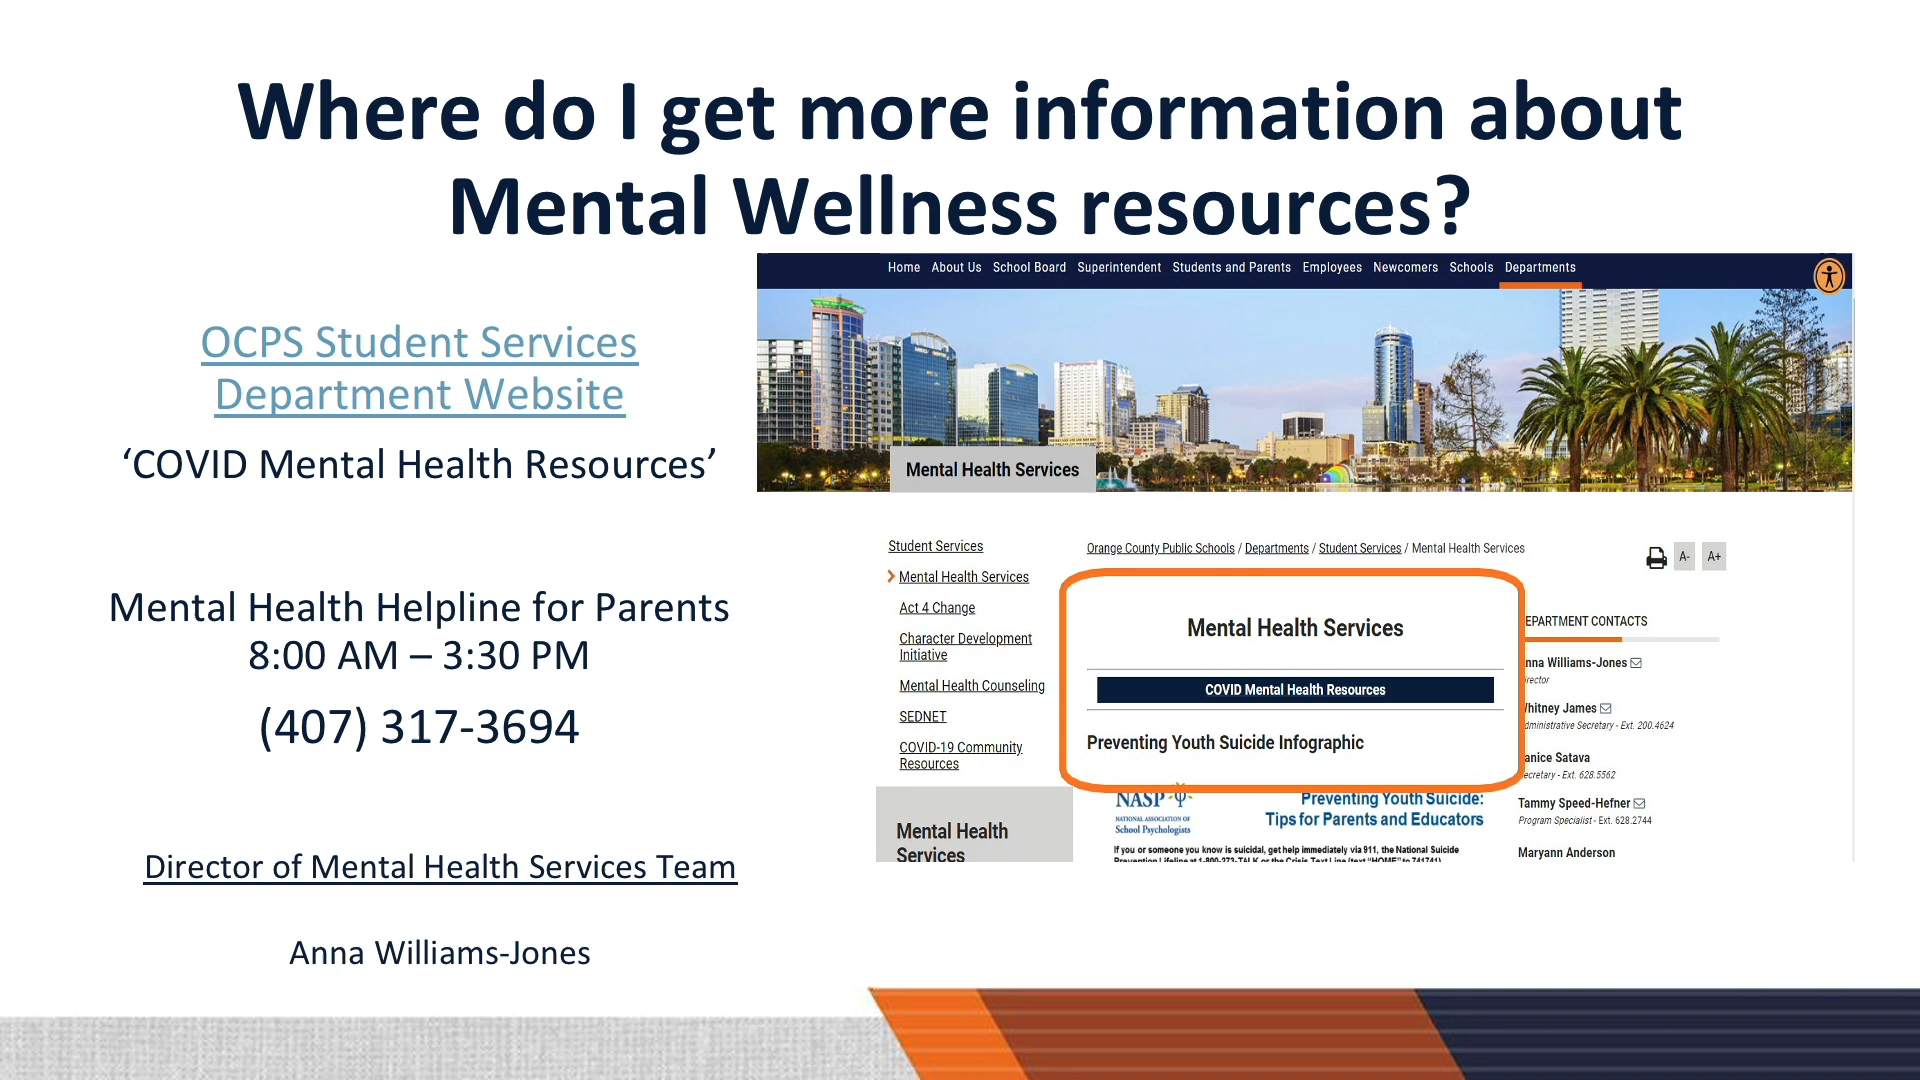 Where do I get more information about
Mental Wellness resources?
OCPS Student Services
Department Website
‘COVID Mental Health Resources’
Mental Health Helpline for Parents
8:00 AM – 3:30 PM
(407) 317-3694
Director of Mental Health Services Team
Anna Williams-Jones
Home About Us School Board Superintendent Students and Parents Employees Newcomers Schools Departments
Mental Health Services
Student Services
Mental Health Services
Act 4 Change
Character Development
Initiative
Mental Health Counseling
SEDNET
COVID-19 Community
Resources
Mental Health
Services
Orange County Public Schools / Departments / Student Services / Mental Health Services
A- A+
Mental Health Services
COVID Mental Health Resources
Preventing Youth Suicide Infographic
NASP
NATIONAL ASSOCIATION OF
School Psychologists
Preventing Youth Suicide:
Tips for Parents and Educators
If you or someone you know is suicidal, get help immediately via 911, the National Suicide
Prevention Lifeline at 1-800-273-TALK or the Crisis Text Line (text “HOME” to 741741).
EPARTMENT CONTACTS
nna Williams-Jones
irector
Whitney James
dministrative Secretary - Ext. 200.4624
anice Satava
ecretary - Ext. 628.5562
Tammy Speed-Hefner
Program Specialist - Ext. 628.2744
Maryann Anderson